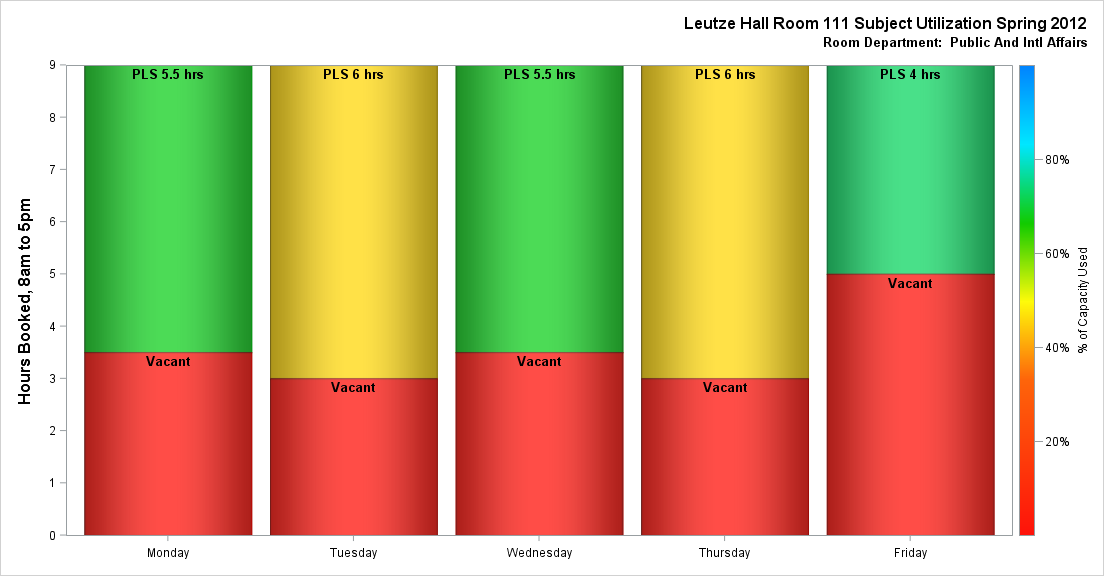 Leutze Hall Room 111 Subject Utilization Spring 2012
Room Department:  Public And Intl Affairs
Hours Booked, 8am to 5pm
9
8
7
6
5
4
3
2
1
0
PLS 5.5 hrs
PLS 6 hrs
PLS 5.5 hrs
PLS 6 hrs
PLS 4 hrs
Vacant
Vacant
Vacant
Vacant
Vacant
Monday
Tuesday
Wednesday
Thursday
Friday
80%
60%
40%
20%
% of Capacity Used